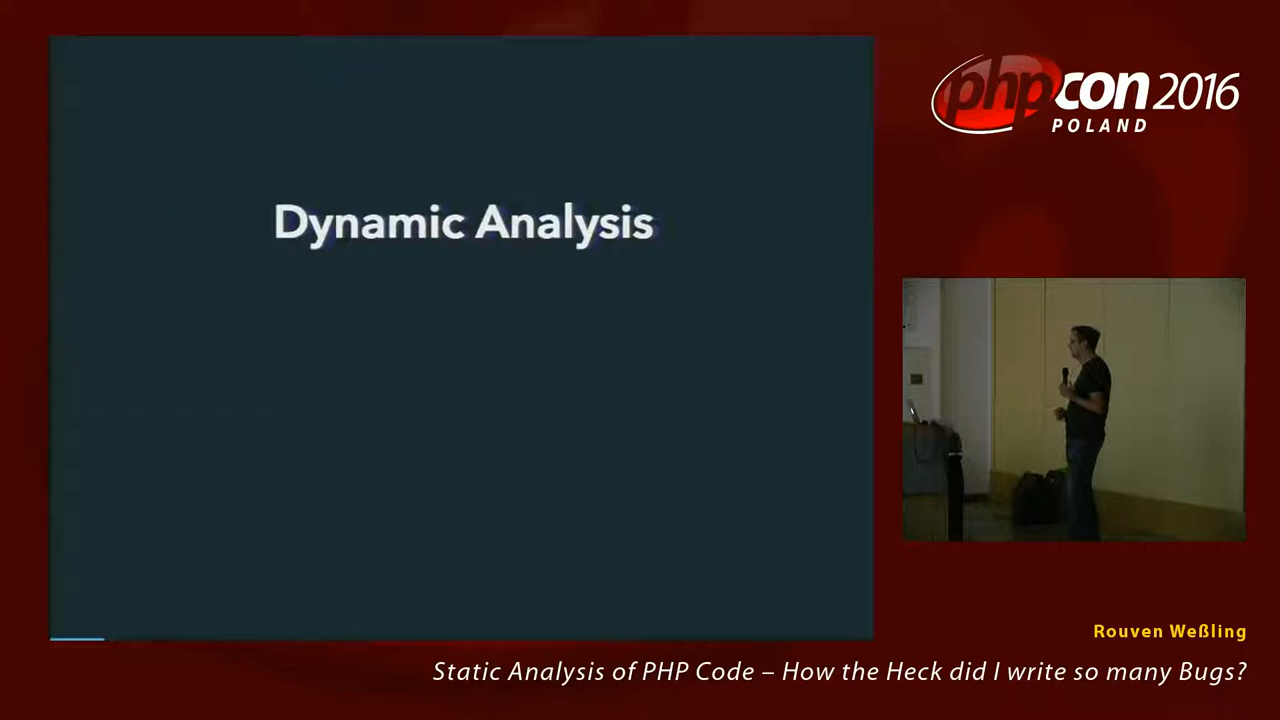 Dynamic Analysis
phpcon 2016
POLAND
Rouven Weßling
Static Analysis of PHP Code – How the Heck did I write so many Bugs?